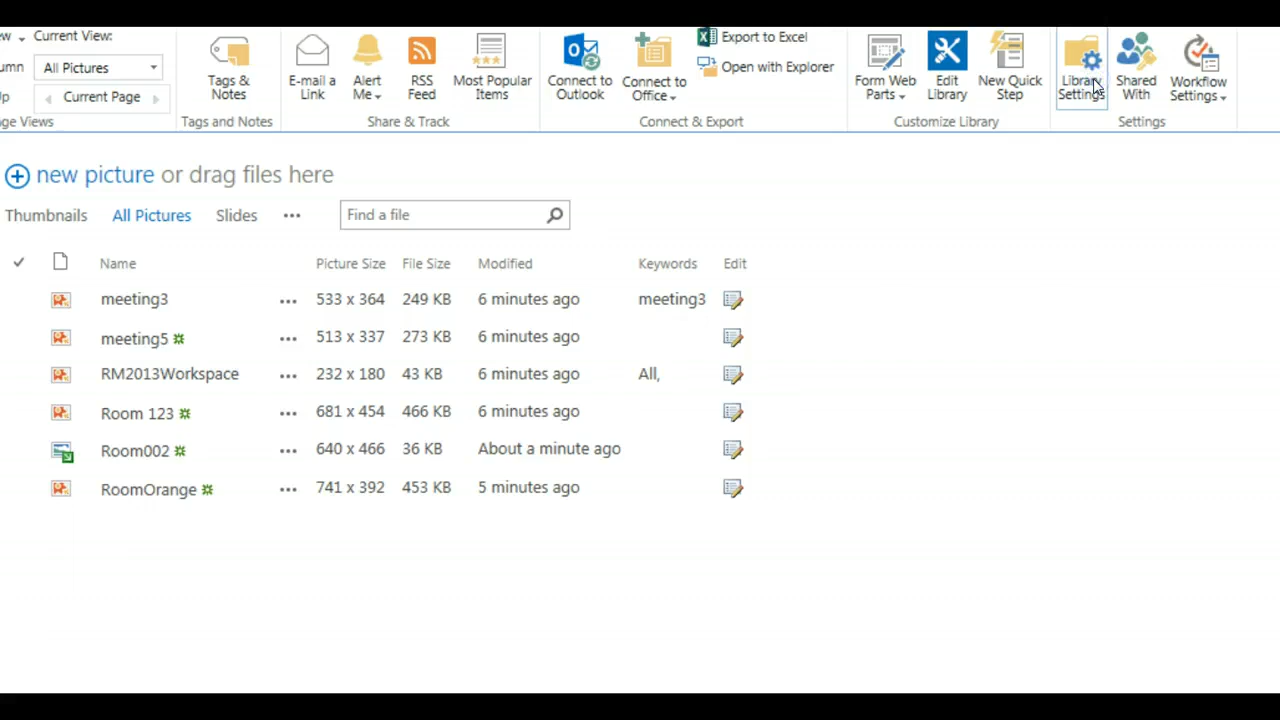 ew Current View:
All Pictures
umn
Current Page
Up
ge Views
Tags & Notes
Tags and Notes
E-mail a Link
Alert Me
RSS Feed
Most Popular Items
Share & Track
Connect to Outlook
Connect to Office
Export to Excel
Open with Explorer
Connect & Export
Form Web Parts
Edit Library
New Quick Step
Customize Library
Library Settings
Shared With
Workflow Settings
Settings
new picture or drag files here
Thumbnails All Pictures Slides ... Find a file
Name Picture Size File Size Modified Keywords Edit
meeting3 ... 533 x 364 249 KB 6 minutes ago meeting3
meeting5 ... 513 x 337 273 KB 6 minutes ago
RM2013Workspace ... 232 x 180 43 KB 6 minutes ago All,
Room 123 ... 681 x 454 466 KB 6 minutes ago
Room002 ... 640 x 466 36 KB About a minute ago
RoomOrange ... 741 x 392 453 KB 5 minutes ago